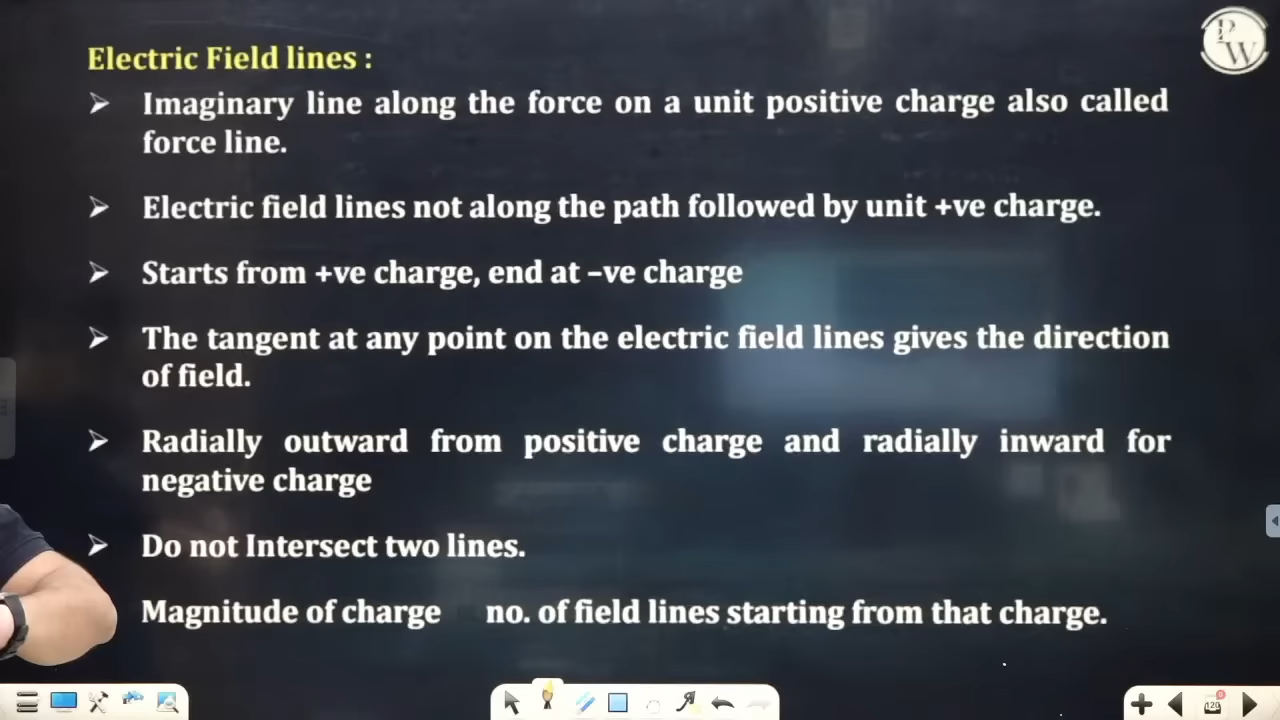 PW
Electric Field lines :
➢ Imaginary line along the force on a unit positive charge also called
force line.
➢ Electric field lines not along the path followed by unit +ve charge.
➢ Starts from +ve charge, end at –ve charge
➢ The tangent at any point on the electric field lines gives the direction
of field.
➢ Radially outward from positive charge and radially inward for
negative charge
➢ Do not Intersect two lines.
Magnitude of charge no. of field lines starting from that charge.
120